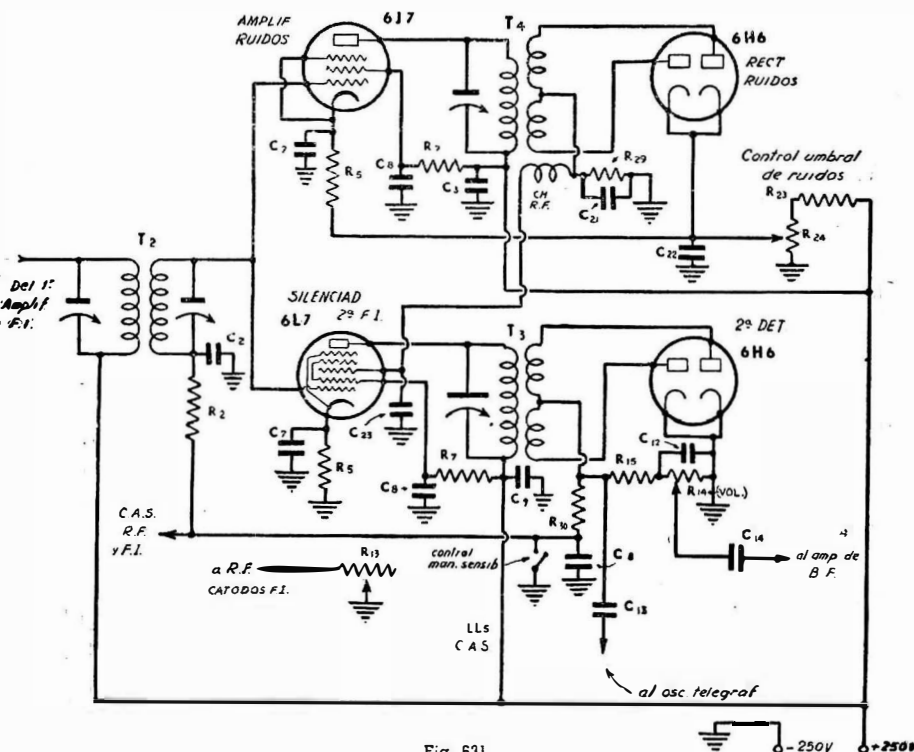 AMPLIF
RUIDOS
6J7
T4
6H6
RECT
RUIDOS
C7
R5
C8
R7
C3
CH
R.F.
R29
C21
Control umbral
de ruidos
R23
R24
C22
T2
Del 1º
Amplif
F.I.
C2
R2
SILENCIAD
2ª F.I.
6L7
T3
2º DET
6H6
C7
R5
C23
C8
R7
C9
R15
C12
R14 (VOL.)
R30
C14
al amp de
B F.
C.A.S.
R.F.
y F.I.
R13
a R.F.
CATODOS F.I.
control
man. sensib
C8
C13
LLs
C A S
al osc telegraf
- 250V
+250V
Fig. 631